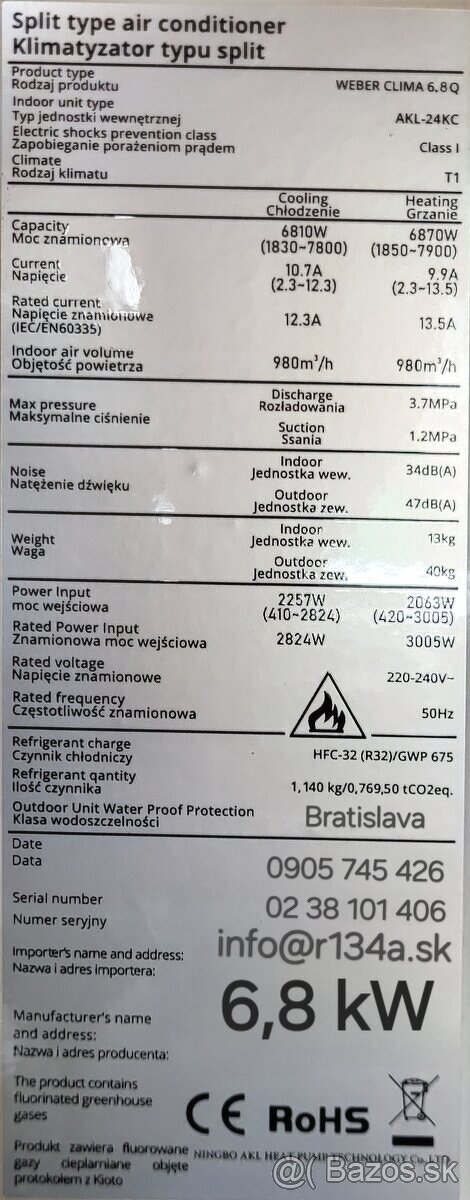 Split type air conditioner
Klimatyzator typu split
Product type
Rodzaj produktu WEBER CLIMA 6.8Q
Indoor unit type
Typ jednostki wewnętrznej AKL-24KC
Electric shocks prevention class
Zapobieganie porażeniom prądem Class I
Climate
Rodzaj klimatu T1
Cooling Heating
Chłodzenie Grzanie
Capacity 6810W 6870W
Moc znamionowa (1830~7800) (1850~7900)
Current 10.7A 9.9A
Napięcie (2.3~12.3) (2.3~13.5)
Rated current
Napięcie znamionowe 12.3A 13.5A
(IEC/EN60335)
Indoor air volume 980m³/h 980m³/h
Objętość powietrza
Discharge
Rozładowania 3.7MPa
Max pressure
Maksymalne ciśnienie
Suction
Ssania 1.2MPa
Indoor
Jednostka wew. 34dB(A)
Noise
Natężenie dźwięku
Outdoor
Jednostka zew. 47dB(A)
Indoor
Jednostka wew. 13kg
Weight
Waga
Outdoor
Jednostka zew. 40kg
Power Input 2257W 2063W
moc wejściowa (410~2824) (420~3005)
Rated Power Input
Znamionowa moc wejściowa 2824W 3005W
Rated voltage
Napięcie znamionowe 220-240V~
Rated frequency
Częstotliwość znamionowa 50Hz
Refrigerant charge
Czynnik chłodniczy HFC-32 (R32)/GWP 675
Refrigerant qantity
Ilość czynnika 1,140 kg/0,769,50 tCO2eq.
Outdoor Unit Water Proof Protection
Klasa wodoszczelności Bratislava
Date
Data 0905 745 426
Serial number
Numer seryjny 02 38 101 406
Importer's name and address: info@r134a.sk
Nazwa i adres importera:
6,8 kW
Manufacturer's name
and address:
Nazwa i adres producenta:
The product contains
fluorinated greenhouse
gases
CE RoHS
Produkt zawiera fluorowane NINGBO AKL HEAT PUMP TECHNOLOGY Co., LTD
gazy cieplarniane objęte
protokołem z Kioto
@( Bazos.sk